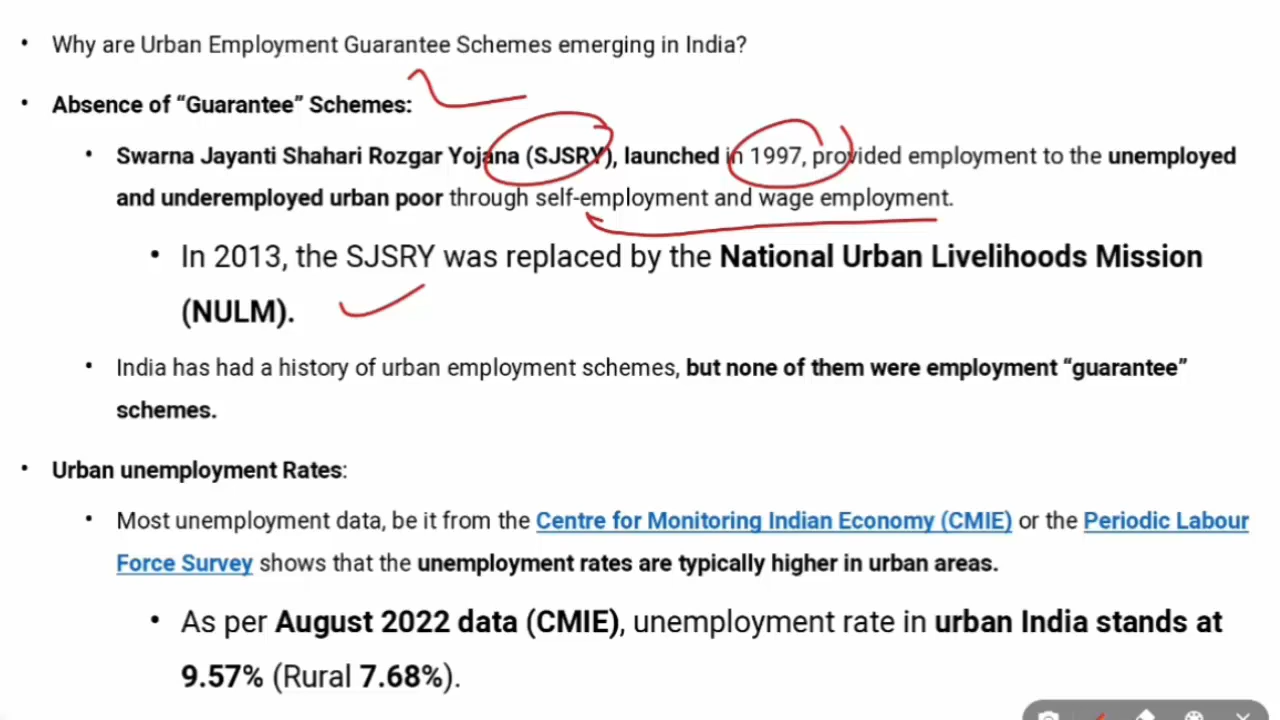 • Why are Urban Employment Guarantee Schemes emerging in India?
• Absence of “Guarantee” Schemes:
• Swarna Jayanti Shahari Rozgar Yojana (SJSRY), launched in 1997, provided employment to the unemployed
and underemployed urban poor through self-employment and wage employment.
• In 2013, the SJSRY was replaced by the National Urban Livelihoods Mission
(NULM).
• India has had a history of urban employment schemes, but none of them were employment “guarantee”
schemes.
• Urban unemployment Rates:
• Most unemployment data, be it from the Centre for Monitoring Indian Economy (CMIE) or the Periodic Labour
Force Survey shows that the unemployment rates are typically higher in urban areas.
• As per August 2022 data (CMIE), unemployment rate in urban India stands at
9.57% (Rural 7.68%).